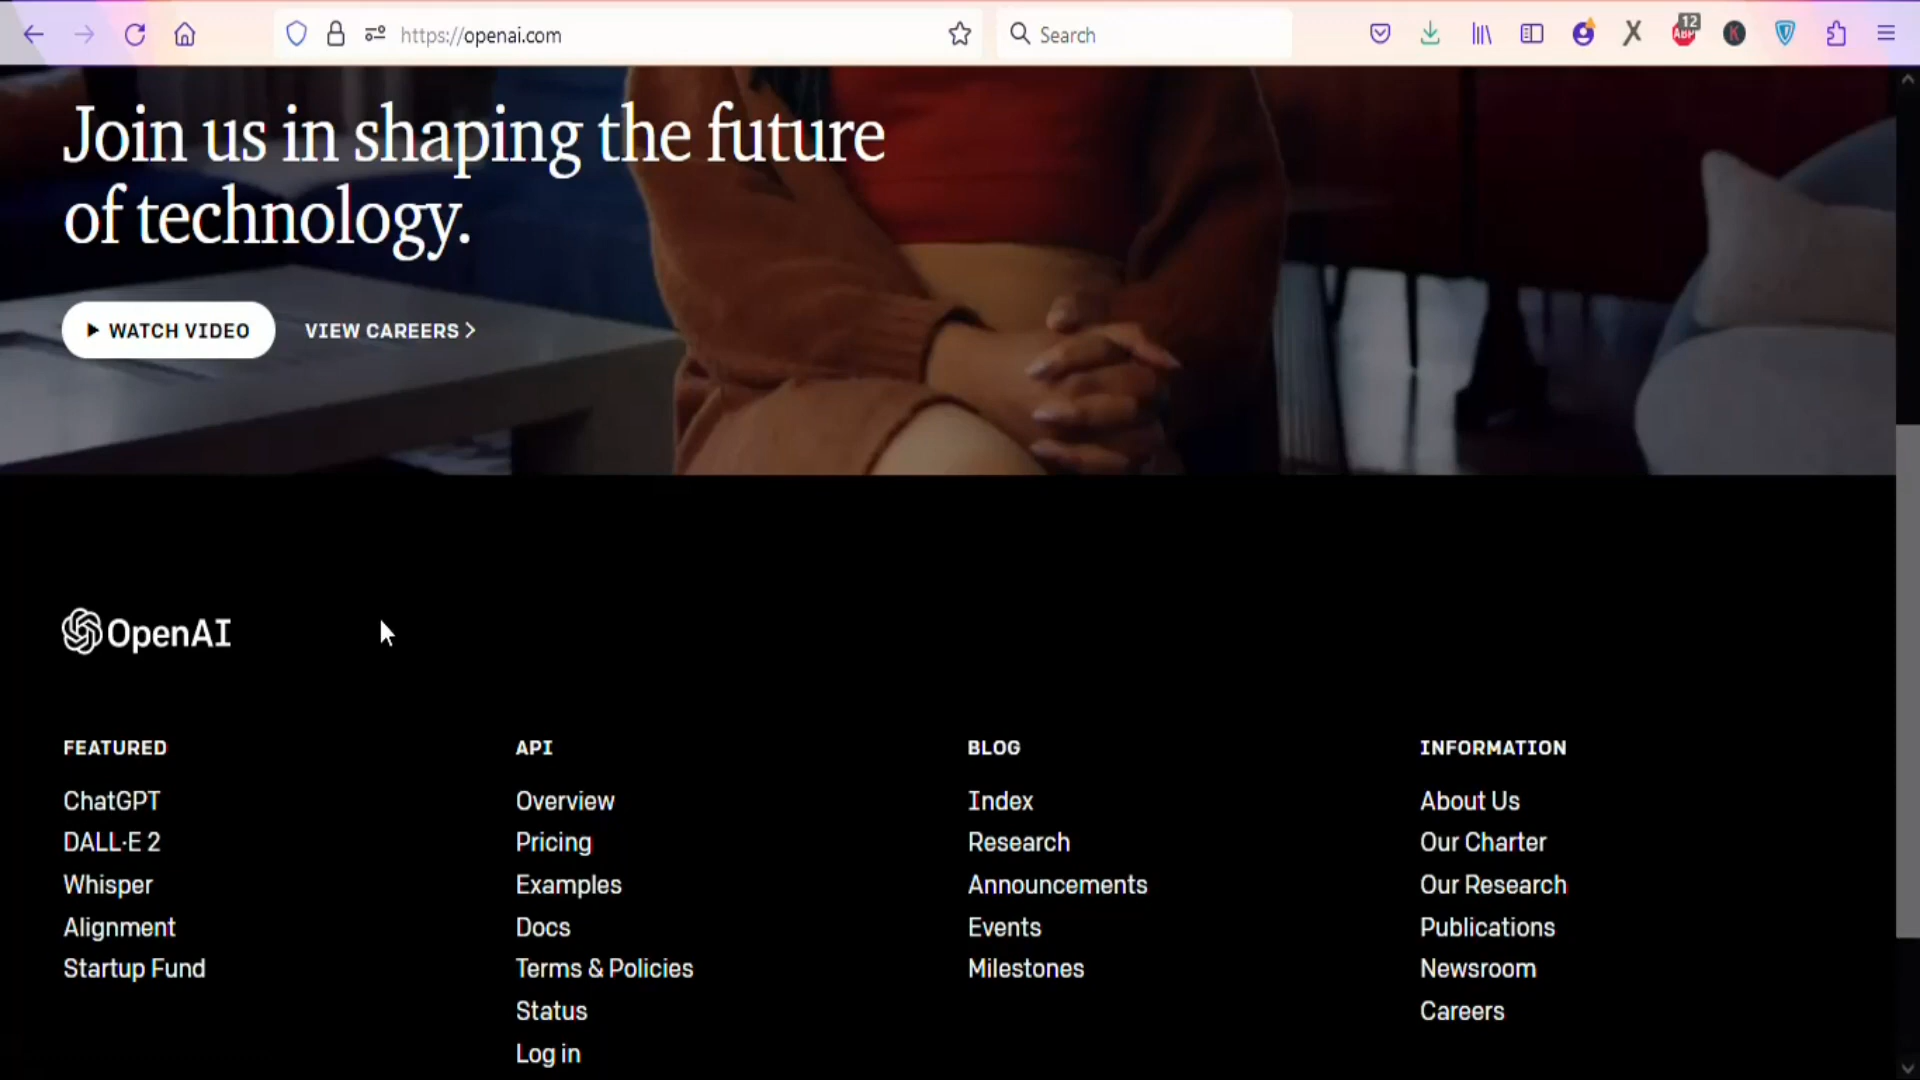 https://openai.com
Search
12
ABP
K
Join us in shaping the future
of technology.
WATCH VIDEO
VIEW CAREERS
OpenAI
FEATURED
ChatGPT
DALL·E 2
Whisper
Alignment
Startup Fund
API
Overview
Pricing
Examples
Docs
Terms & Policies
Status
Log in
BLOG
Index
Research
Announcements
Events
Milestones
INFORMATION
About Us
Our Charter
Our Research
Publications
Newsroom
Careers